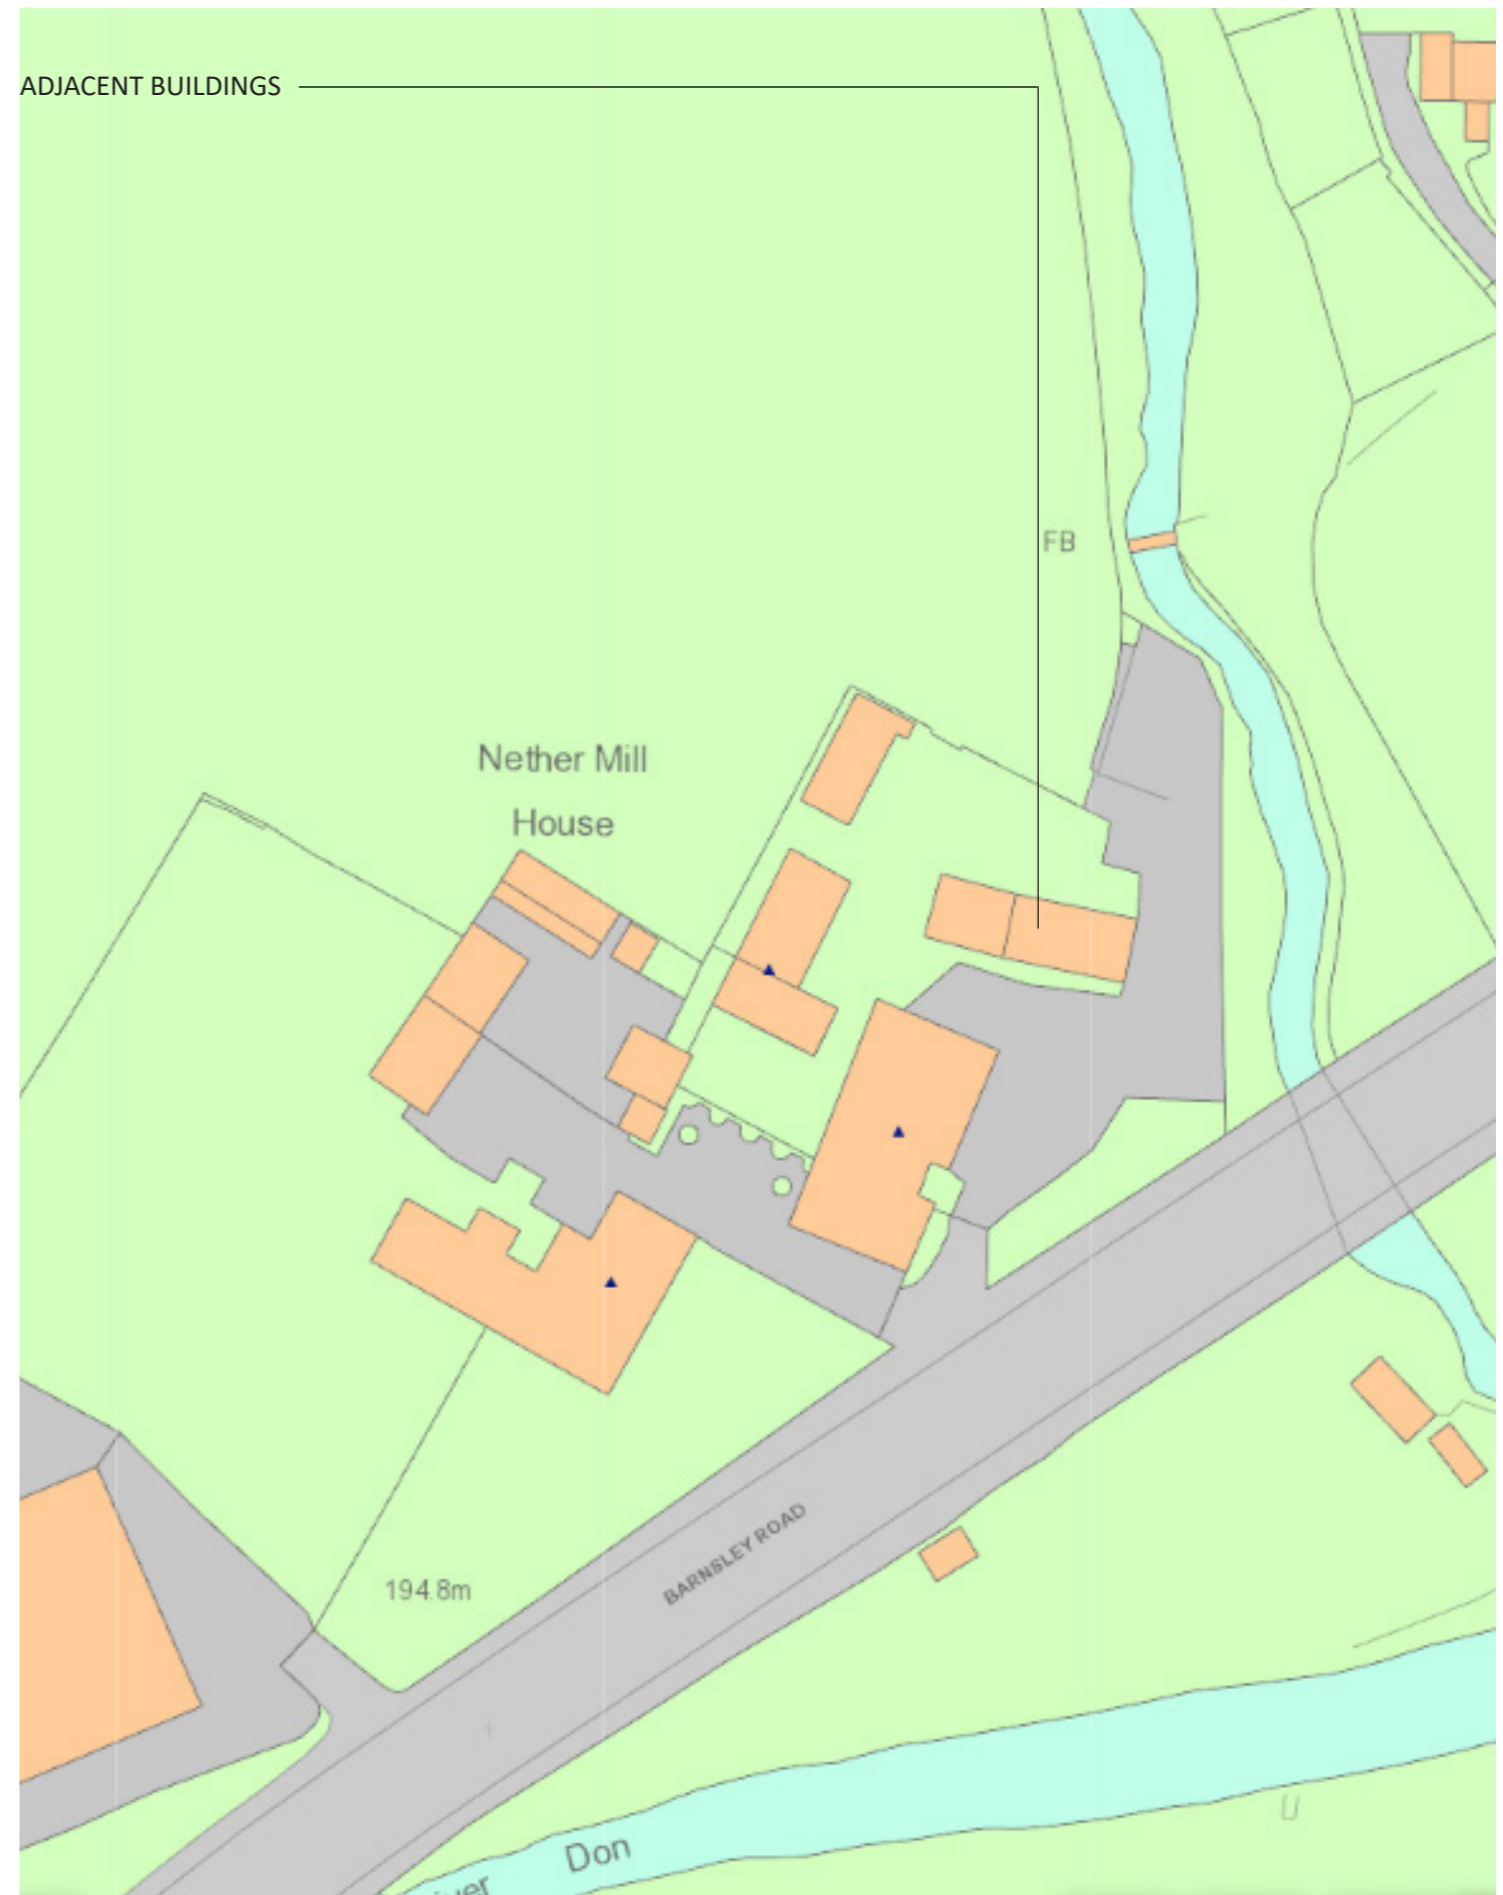 ADJACENT BUILDINGS
FB
Nether Mill
House
BARNSLEY ROAD
194.8m
Don
U